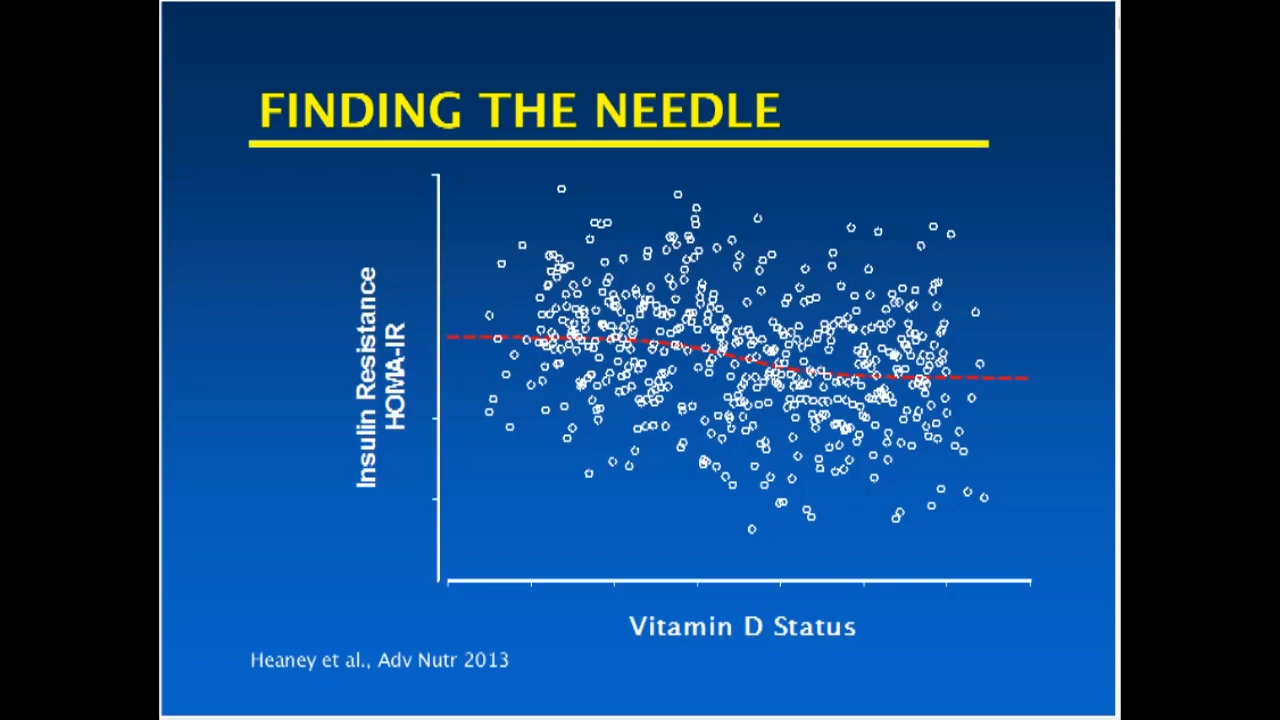 FINDING THE NEEDLE
Insulin Resistance
HOMA-IR
Vitamin D Status
Heaney et al., Adv Nutr 2013